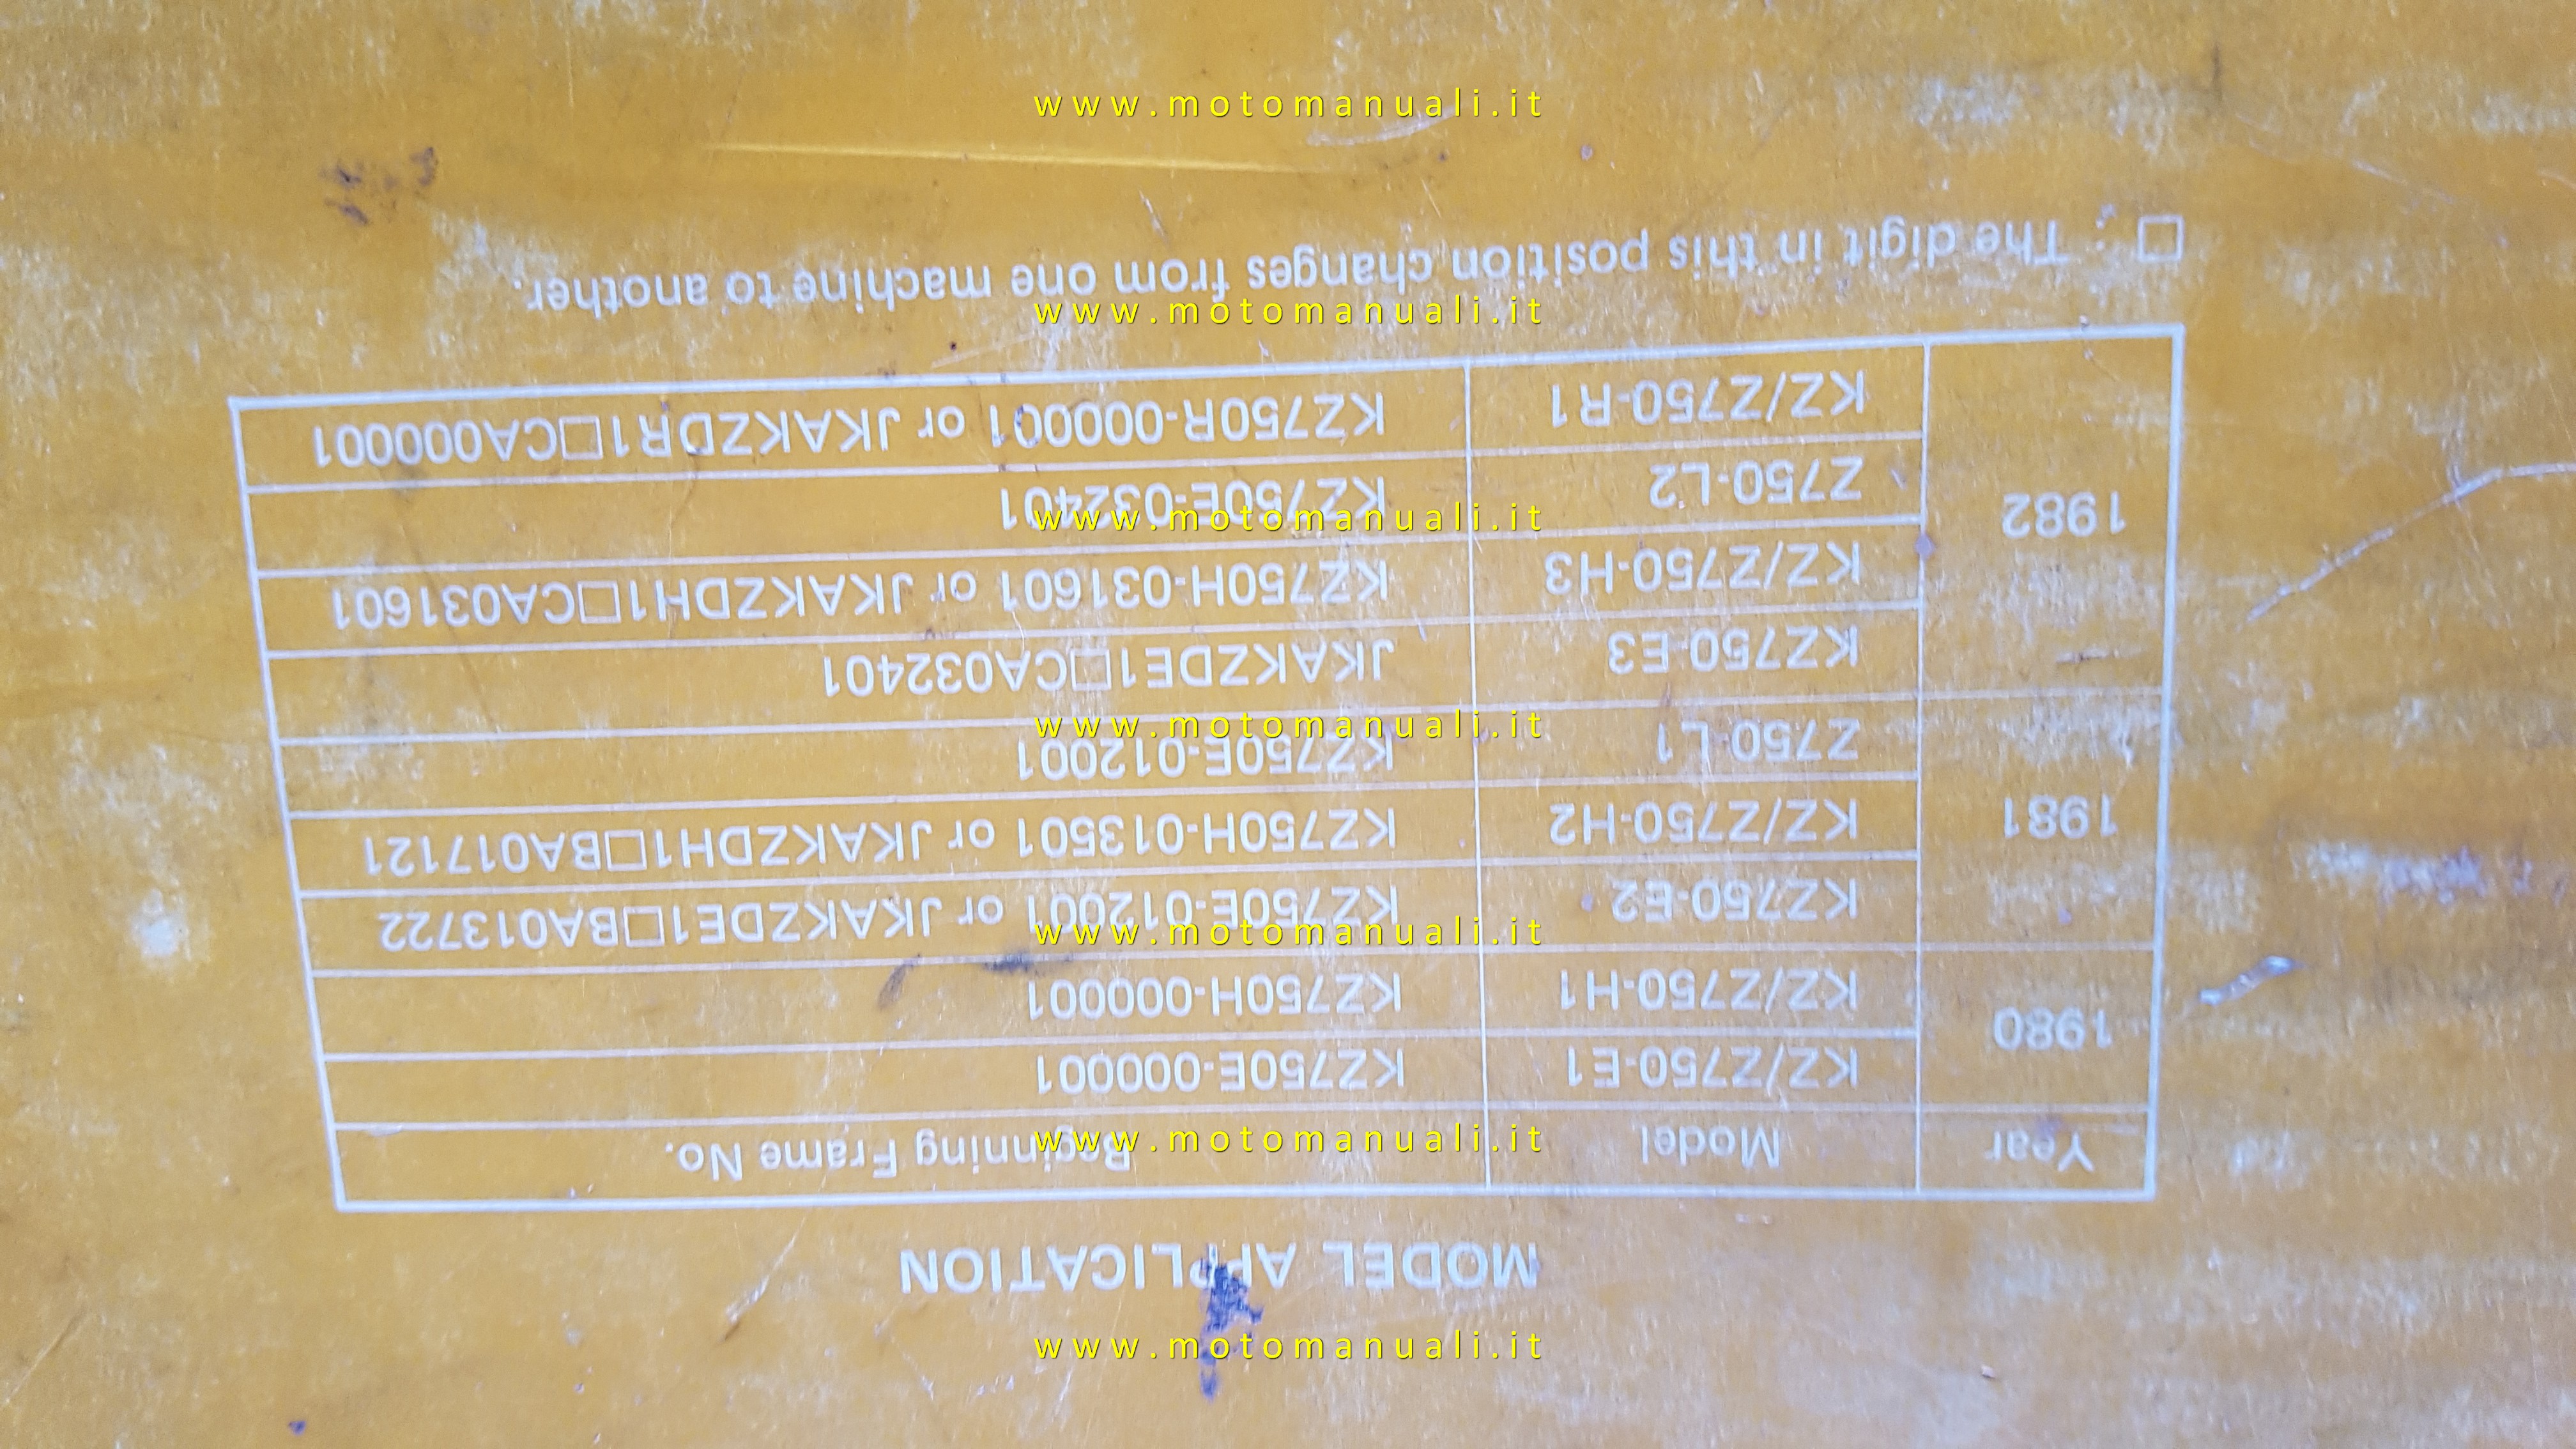 MODEL APPLICATION
Year Model Beginning Frame No.
1980 KZ/Z750-E1 KZ750E-000001
KZ/Z750-H1 KZ750H-000001
1981 KZ750-E2 KZ750E-012001 or JKAKZDE1□BA013722
KZ/Z750-H2 KZ750H-013501 or JKAKZDH1□BA017121
Z750-L1 KZ750E-012001
1982 KZ750-E3 JKAKZDE1□CA032401
KZ/Z750-H3 KZ750H-031601 or JKAKZDH1□CA031601
Z750-L2 KZ750E-032401
KZ/Z750-R1 KZ750R-000001 or JKAKZDR1□CA000001
□: The digit in this position changes from one machine to another.
www.motomanuali.it
www.motomanuali.it
www.motomanuali.it
www.motomanuali.it
www.motomanuali.it
www.motomanuali.it
www.motomanuali.it